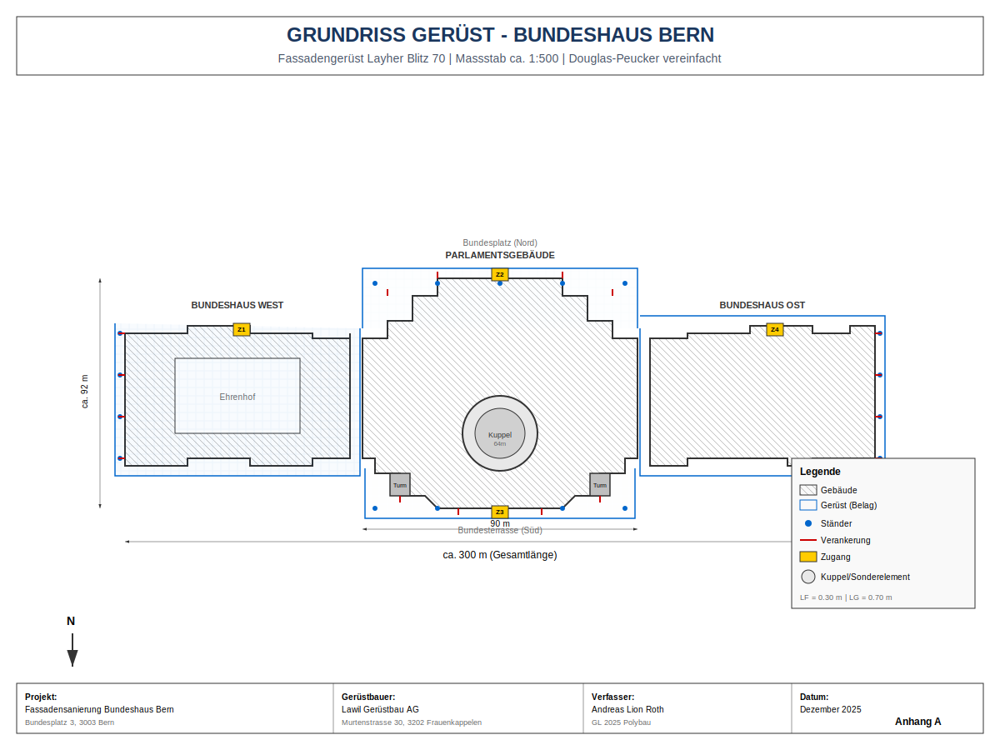 GRUNDRISS GERÜST - BUNDESHAUS BERN
Fassadengerüst Layher Blitz 70 | Massstab ca. 1:500 | Douglas-Peucker vereinfacht
Bundesplatz (Nord)
PARLAMENTSGEBÄUDE
Z2
BUNDESHAUS WEST
BUNDESHAUS OST
Z1
Z4
ca. 92 m
Ehrenhof
Kuppel
64m
Turm
Turm
Z3
90 m
Bundesterrasse (Süd)
ca. 300 m (Gesamtlänge)
Legende
Gebäude
Gerüst (Belag)
Ständer
Verankerung
Zugang
Kuppel/Sonderelement
LF = 0.30 m | LG = 0.70 m
N
Projekt:
Fassadensanierung Bundeshaus Bern
Bundesplatz 3, 3003 Bern
Gerüstbauer:
Lawil Gerüstbau AG
Murtenstrasse 30, 3202 Frauenkappelen
Verfasser:
Andreas Lion Roth
GL 2025 Polybau
Datum:
Dezember 2025
Anhang A